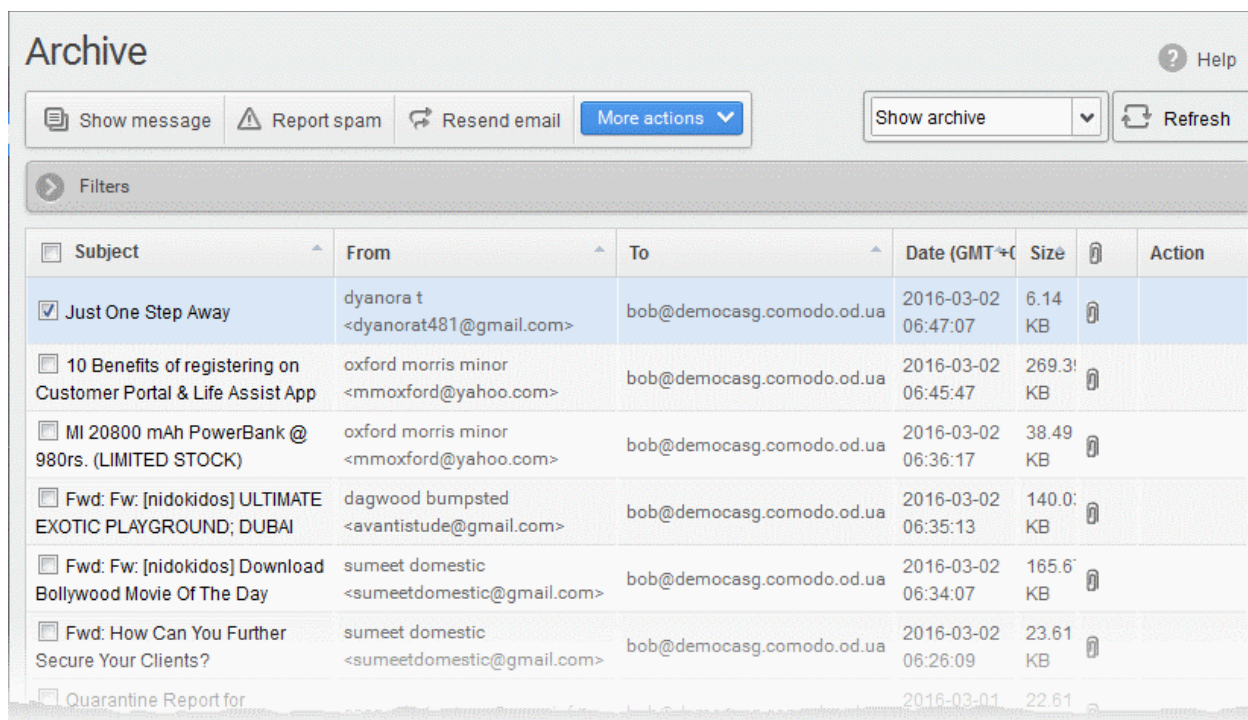 Archive
Help
Show message Report spam Resend email More actions Show archive Refresh
Filters
Subject From To Date (GMT Size Action
Just One Step Away dyanora t <dyanorat481@gmail.com> bob@democasg.comodo.od.ua 2016-03-02 06:47:07 6.14 KB
10 Benefits of registering on oxford morris minor 2016-03-02 269.3
Customer Portal & Life Assist App <mmoxford@yahoo.com> bob@democasg.comodo.od.ua 06:45:47 KB
MI 20800 mAh PowerBank @ oxford morris minor 2016-03-02 38.49
980rs. (LIMITED STOCK) <mmoxford@yahoo.com> bob@democasg.comodo.od.ua 06:36:17 KB
Fwd: Fw: [nidokidos] ULTIMATE dagwood bumpsted 2016-03-02 140.0
EXOTIC PLAYGROUND; DUBAI <avantistude@gmail.com> bob@democasg.comodo.od.ua 06:35:13 KB
Fwd: Fw: [nidokidos] Download sumeet domestic 2016-03-02 165.6
Bollywood Movie Of The Day <sumeetdomestic@gmail.com> bob@democasg.comodo.od.ua 06:34:07 KB
Fwd: How Can You Further sumeet domestic 2016-03-02 23.61
Secure Your Clients? <sumeetdomestic@gmail.com> bob@democasg.comodo.od.ua 06:26:09 KB
Quarantine Report for 2016-03-01 22.61